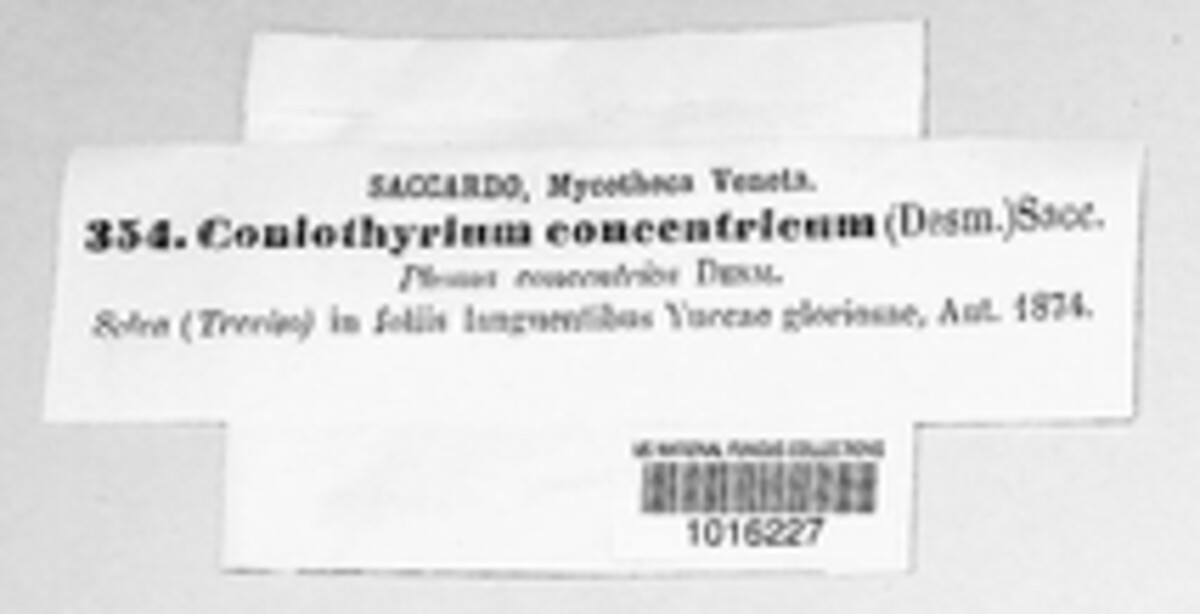 SACCARDO, Mycotheca Veneta.
354. Coniothyrium concentricum (Desm.) Sacc.
Phoma concentrica DESM.
Selva (Treviso) in foliis languentibus Yuccae gloriosae, Aut. 1874.
US NATIONAL FUNGUS COLLECTIONS
1016227